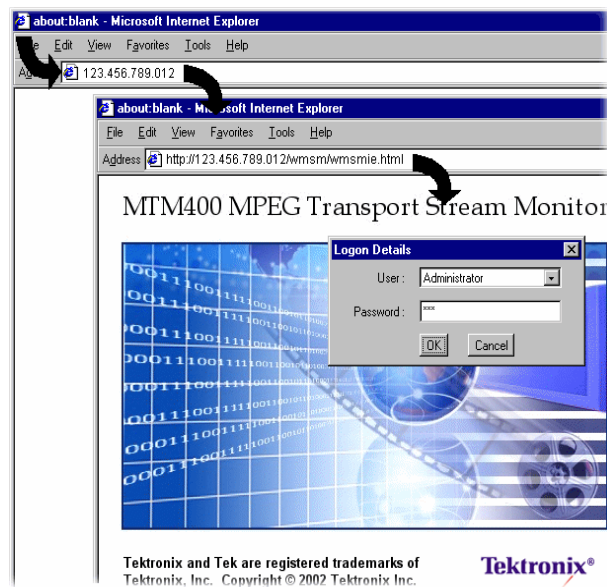 about:blank - Microsoft Internet Explorer
Edit View Favorites Tools Help
123.456.789.012
about:blank - Microsoft Internet Explorer
File Edit View Favorites Tools Help
Address http://123.456.789.012/wmsm/wmsmie.html
MTM400 MPEG Transport Stream Monitor
Logon Details
User : Administrator
Password : ***
OK Cancel
Tektronix and Tek are registered trademarks of
Tektronix, Inc. Copyright © 2002 Tektronix Inc.
Tektronix®